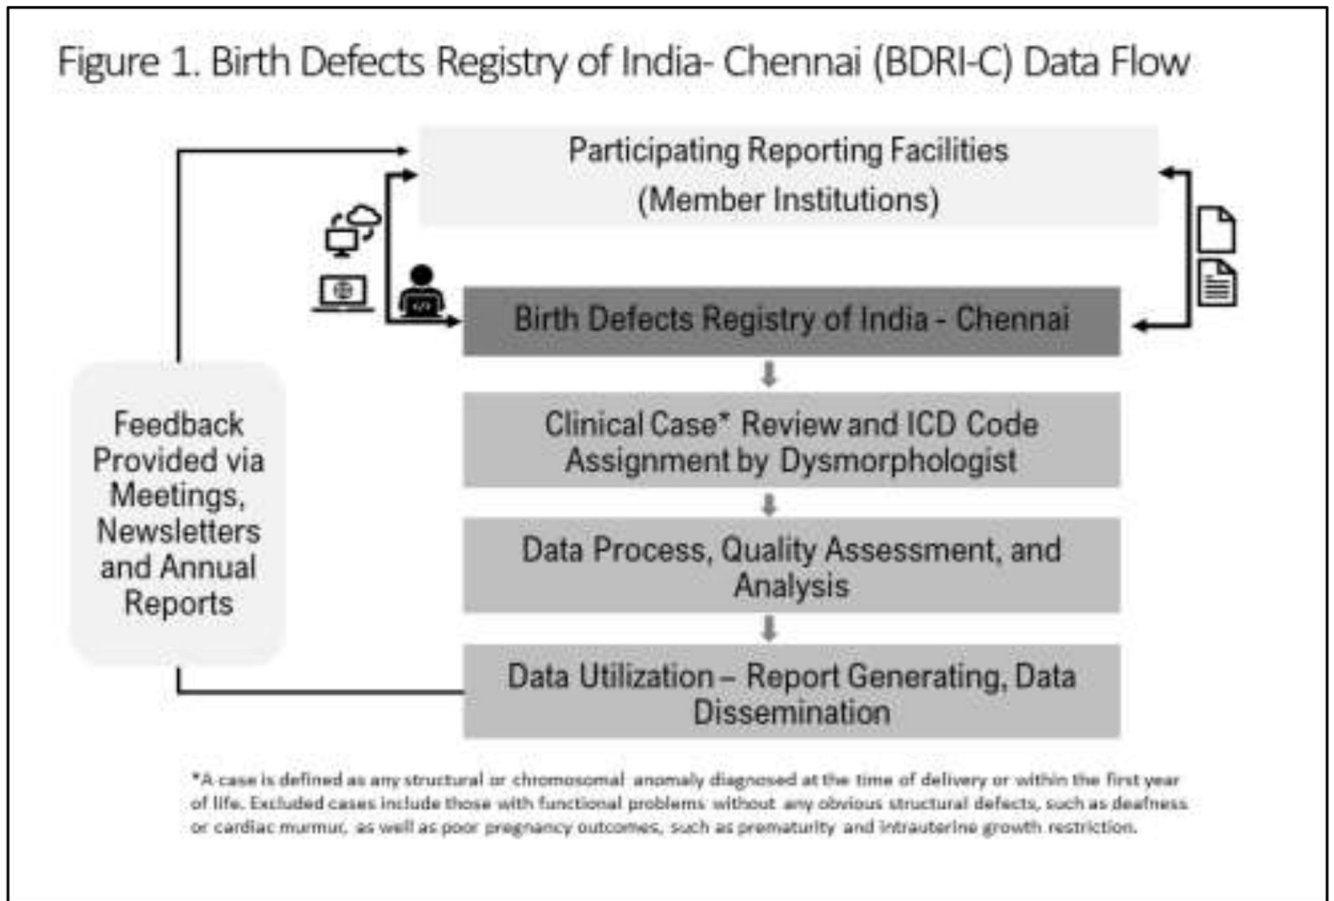 Figure 1. Birth Defects Registry of India- Chennai (BDRI-C) Data Flow
Participating Reporting Facilities
(Member Institutions)
Birth Defects Registry of India - Chennai
Clinical Case* Review and ICD Code
Assignment by Dysmorphologist
Data Process, Quality Assessment, and
Analysis
Data Utilization – Report Generating, Data
Dissemination
Feedback
Provided via
Meetings,
Newsletters
and Annual
Reports
*A case is defined as any structural or chromosomal anomaly diagnosed at the time of delivery or within the first year
of life. Excluded cases include those with functional problems without any obvious structural defects, such as deafness
or cardiac murmur, as well as poor pregnancy outcomes, such as prematurity and intrauterine growth restriction.